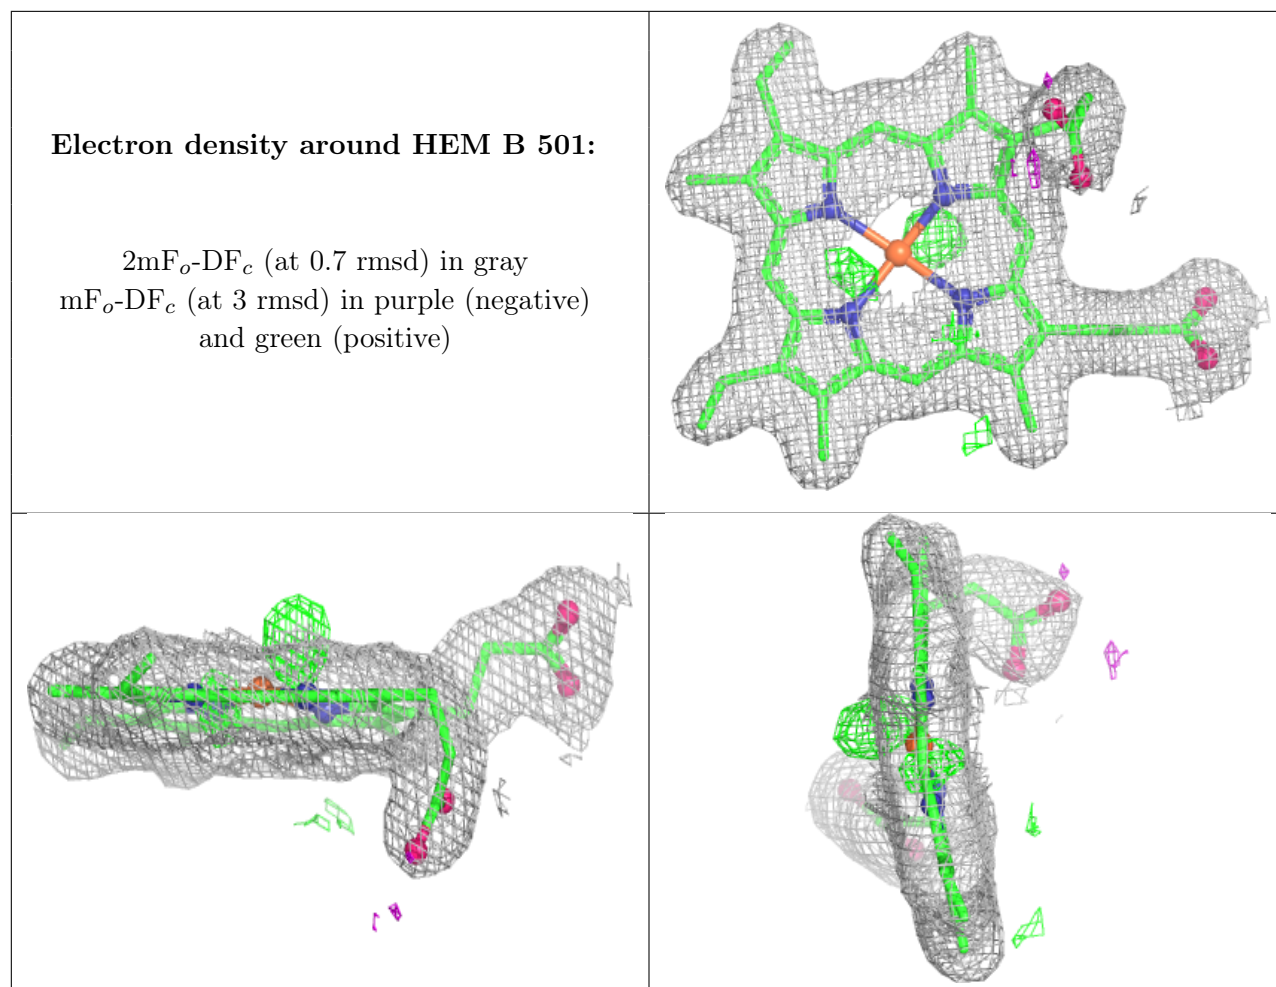 Electron density around HEM B 501:
2mFo-DFc (at 0.7 rmsd) in gray
mFo-DFc (at 3 rmsd) in purple (negative)
and green (positive)